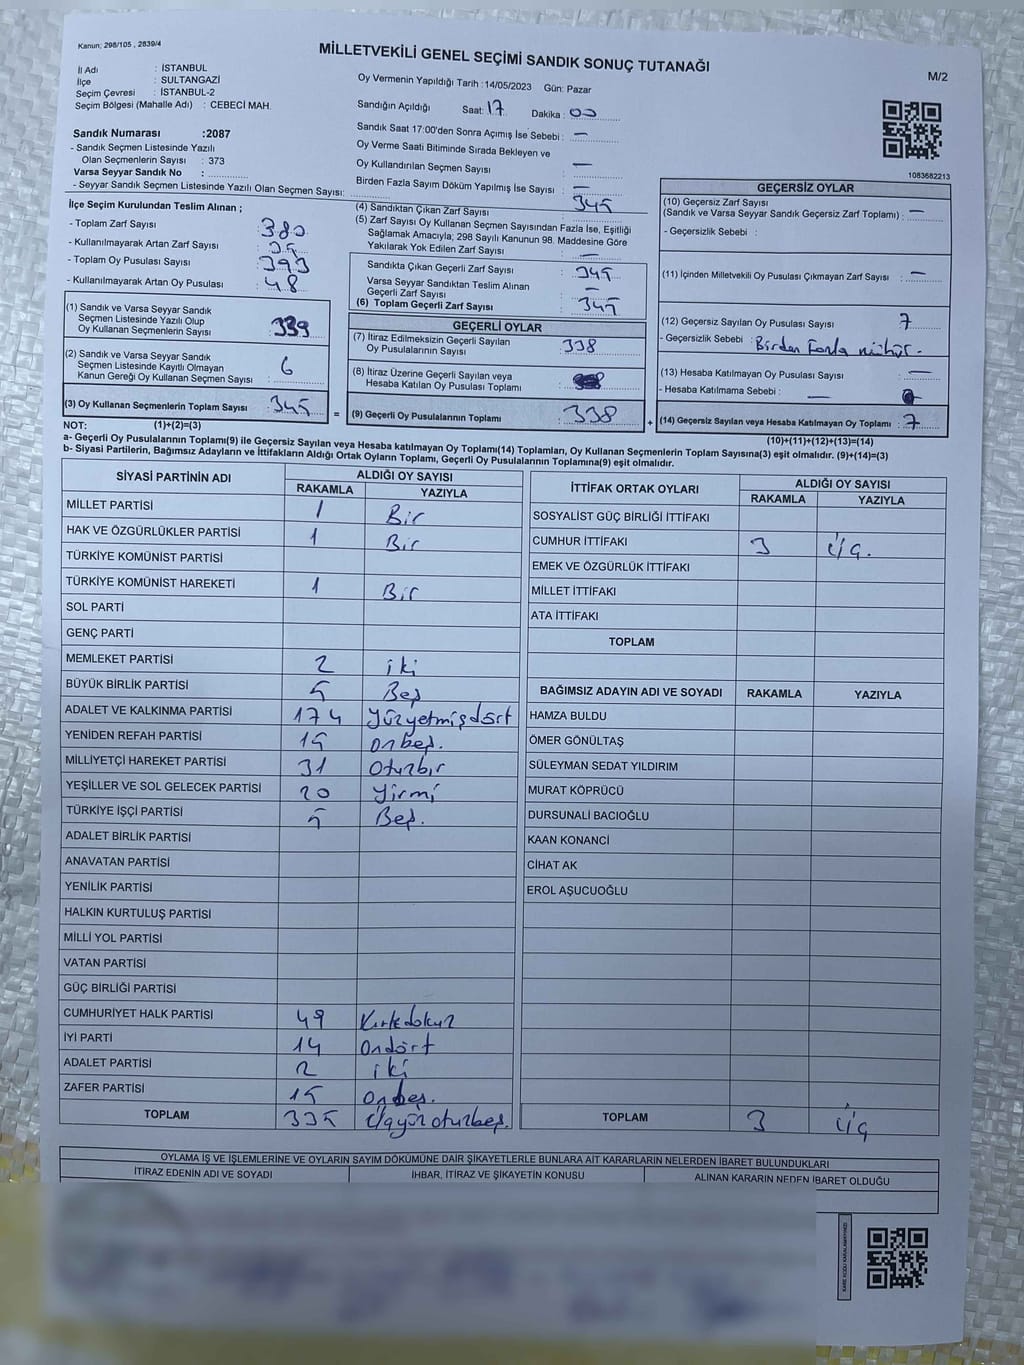 Kanun; 298/105 , 2839/4
MİLLETVEKİLİ GENEL SEÇİMİ SANDIK SONUÇ TUTANAĞI
M/2
İl Adı : İSTANBUL
İlçe : SULTANGAZİ
Seçim Çevresi : İSTANBUL-2
Seçim Bölgesi (Mahalle Adı) : CEBECİ MAH.
Oy Vermenin Yapıldığı Tarih :14/05/2023 Gün: Pazar
Sandığın Açıldığı Saat: 17 Dakika : 00
Sandık Saat 17:00'den Sonra Açımış İse Sebebi : —
Oy Verme Saati Bitiminde Sırada Bekleyen ve
Oy Kullandırılan Seçmen Sayısı : —
Birden Fazla Sayım Döküm Yapılmış İse Sayısı : —
1083682213
Sandık Numarası :2087
- Sandık Seçmen Listesinde Yazılı
Olan Seçmenlerin Sayısı : 373
Varsa Seyyar Sandık No :
- Seyyar Sandık Seçmen Listesinde Yazılı Olan Seçmen Sayısı:
İlçe Seçim Kurulundan Teslim Alınan ;
- Toplam Zarf Sayısı : 380
- Kullanılmayarak Artan Zarf Sayısı : 35
- Toplam Oy Pusulası Sayısı : 393
- Kullanılmayarak Artan Oy Pusulası : 48
(1) Sandık ve Varsa Seyyar Sandık
Seçmen Listesinde Yazılı Olup
Oy Kullanan Seçmenlerin Sayısı : 339
(2) Sandık ve Varsa Seyyar Sandık
Seçmen Listesinde Kayıtlı Olmayan
Kanun Gereği Oy Kullanan Seçmen Sayısı : 6
(3) Oy Kullanan Seçmenlerin Toplam Sayısı : 345
(4) Sandıktan Çıkan Zarf Sayısı : 345
(5) Zarf Sayısı Oy Kullanan Seçmen Sayısından Fazla İse, Eşitliği
Sağlamak Amacıyla; 298 Sayılı Kanunun 98. Maddesine Göre
Yakılarak Yok Edilen Zarf Sayısı : —
Sandıkta Çıkan Geçerli Zarf Sayısı : 345
Varsa Seyyar Sandıktan Teslim Alınan
Geçerli Zarf Sayısı : —
(6) Toplam Geçerli Zarf Sayısı : 345
GEÇERLİ OYLAR
(7) İtiraz Edilmeksizin Geçerli Sayılan
Oy Pusulalarının Sayısı : 338
(8) İtiraz Üzerine Geçerli Sayılan veya
Hesaba Katılan Oy Pusulası Toplamı :
= (9) Geçerli Oy Pusulalarının Toplamı : 338
GEÇERSİZ OYLAR
(10) Geçersiz Zarf Sayısı
(Sandık ve Varsa Seyyar Sandık Geçersiz Zarf Toplamı) : —
- Geçersizlik Sebebi :
(11) İçinden Milletvekili Oy Pusulası Çıkmayan Zarf Sayısı : —
(12) Geçersiz Sayılan Oy Pusulası Sayısı : 7
- Geçersizlik Sebebi : Birden Fazla mühür.
(13) Hesaba Katılmayan Oy Pusulası Sayısı : —
- Hesaba Katılmama Sebebi : —
+ (14) Geçersiz Sayılan veya Hesaba Katılmayan Oy Toplamı : 7
NOT: (1)+(2)=(3)
(10)+(11)+(12)+(13)=(14)
a- Geçerli Oy Pusulalarının Toplamı(9) ile Geçersiz Sayılan veya Hesaba katılmayan Oy Toplamı(14) Toplamları, Oy Kullanan Seçmenlerin Toplam Sayısına(3) eşit olmalıdır. (9)+(14)=(3)
b- Siyasi Partilerin, Bağımsız Adayların ve İttifakların Aldığı Ortak Oyların Toplamı, Geçerli Oy Pusulalarının Toplamına(9) eşit olmalıdır.
SİYASİ PARTİNİN ADI ALDIĞI OY SAYISI
RAKAMLA YAZIYLA
MİLLET PARTİSİ 1 Bir
HAK VE ÖZGÜRLÜKLER PARTİSİ 1 Bir
TÜRKİYE KOMÜNİST PARTİSİ
TÜRKİYE KOMÜNİST HAREKETİ 1 Bir
SOL PARTİ
GENÇ PARTİ
MEMLEKET PARTİSİ 2 iki
BÜYÜK BİRLİK PARTİSİ 5 Beş
ADALET VE KALKINMA PARTİSİ 174 Yüzyetmişdört
YENİDEN REFAH PARTİSİ 15 onbeş.
MİLLİYETÇİ HAREKET PARTİSİ 31 Oturbir
YEŞİLLER VE SOL GELECEK PARTİSİ 20 Yirmi
TÜRKİYE İŞÇİ PARTİSİ 5 Beş.
ADALET BİRLİK PARTİSİ
ANAVATAN PARTİSİ
YENİLİK PARTİSİ
HALKIN KURTULUŞ PARTİSİ
MİLLİ YOL PARTİSİ
VATAN PARTİSİ
GÜÇ BİRLİĞİ PARTİSİ
CUMHURİYET HALK PARTİSİ 49 Kırkdokuz
İYİ PARTİ 14 Ondört
ADALET PARTİSİ 2 iki
ZAFER PARTİSİ 15 Onbeş.
TOPLAM 335 Üçyüzoturbeş.
İTTİFAK ORTAK OYLARI ALDIĞI OY SAYISI
RAKAMLA YAZIYLA
SOSYALİST GÜÇ BİRLİĞİ İTTİFAKI
CUMHUR İTTİFAKI 3 Üç.
EMEK VE ÖZGÜRLÜK İTTİFAKI
MİLLET İTTİFAKI
ATA İTTİFAKI
TOPLAM
BAĞIMSIZ ADAYIN ADI VE SOYADI RAKAMLA YAZIYLA
HAMZA BULDU
ÖMER GÖNÜLTAŞ
SÜLEYMAN SEDAT YILDIRIM
MURAT KÖPRÜCÜ
DURSUNALİ BACIOĞLU
KAAN KONANCİ
CİHAT AK
EROL AŞUCUOĞLU
TOPLAM 3 Üç
OYLAMA İŞ VE İŞLEMLERİNE VE OYLARIN SAYIM DÖKÜMÜNE DAİR ŞİKAYETLERLE BUNLARA AİT KARARLARIN NELERDEN İBARET BULUNDUKLARI
İTİRAZ EDENİN ADI VE SOYADI İHBAR, İTİRAZ VE ŞİKAYETİN KONUSU ALINAN KARARIN NEDEN İBARET OLDUĞU